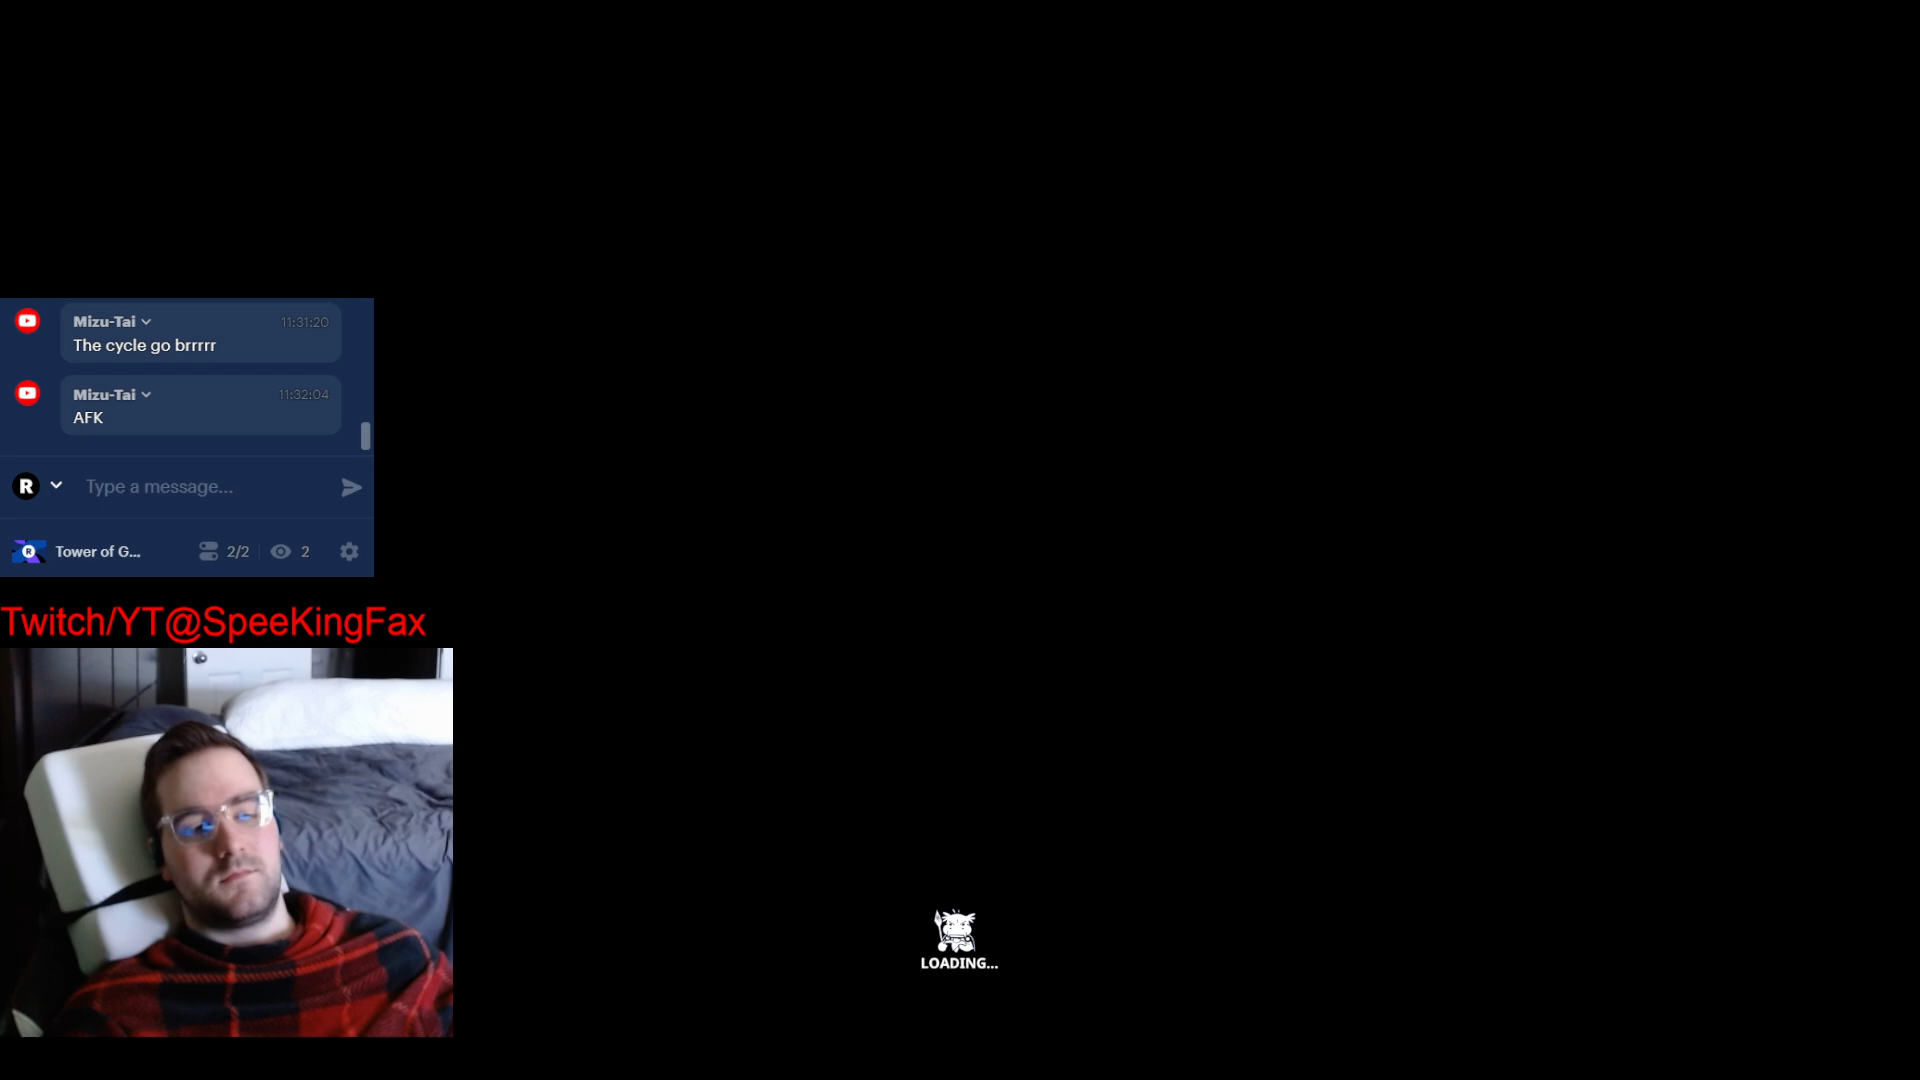 Mizu-Tai 11:31:20
The cycle go brrrrr
Mizu-Tai 11:32:04
AFK
R Type a message...
R Tower of G... 2/2 2
Twitch/YT@SpeeKingFax
LOADING...